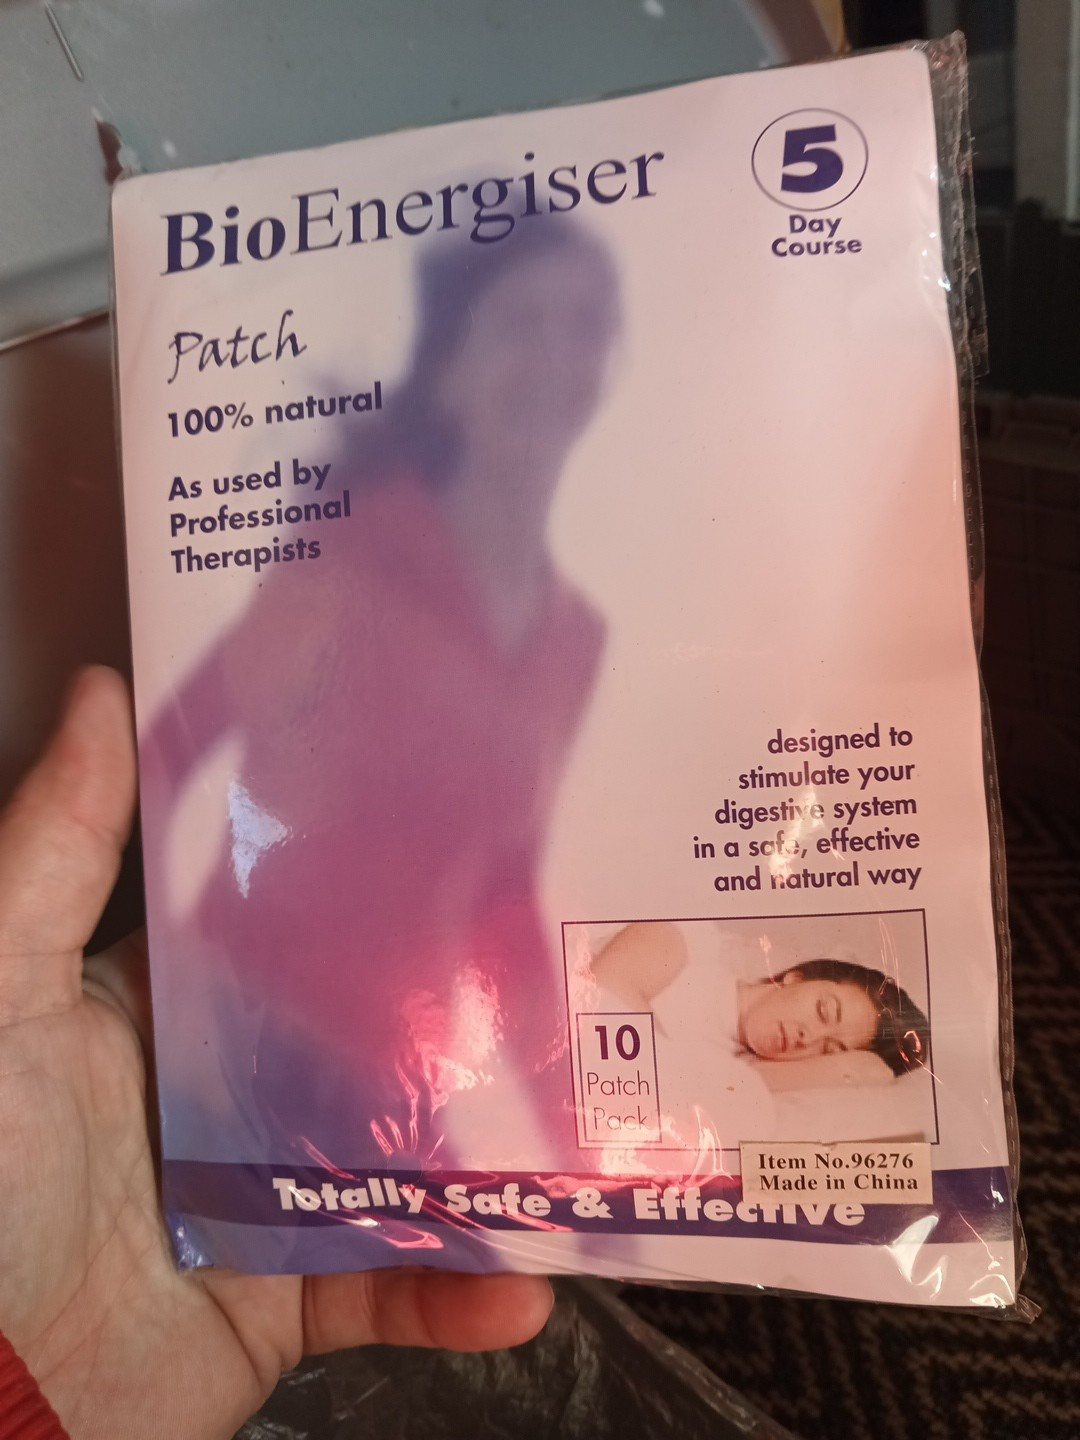 BioEnergiser
5
Day
Course
Patch
100% natural
As used by
Professional
Therapists
designed to
stimulate your
digestive system
in a safe, effective
and natural way
10
Patch
Pack
Item No.96276
Made in China
Totally Safe & Effective